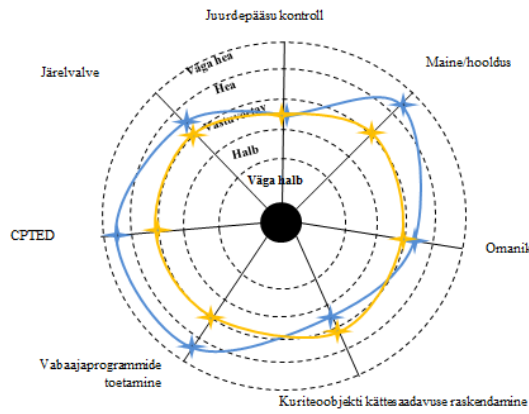 Juurdepääsu kontroll
Väga hea
Maine/hooldus
Järelvalve
Hea
Halb
Väga halb
CPTED
Omanik
Vabaajaprogrammide
toetamine
Kuriteoobjekti kättesaadavuse raskendamine